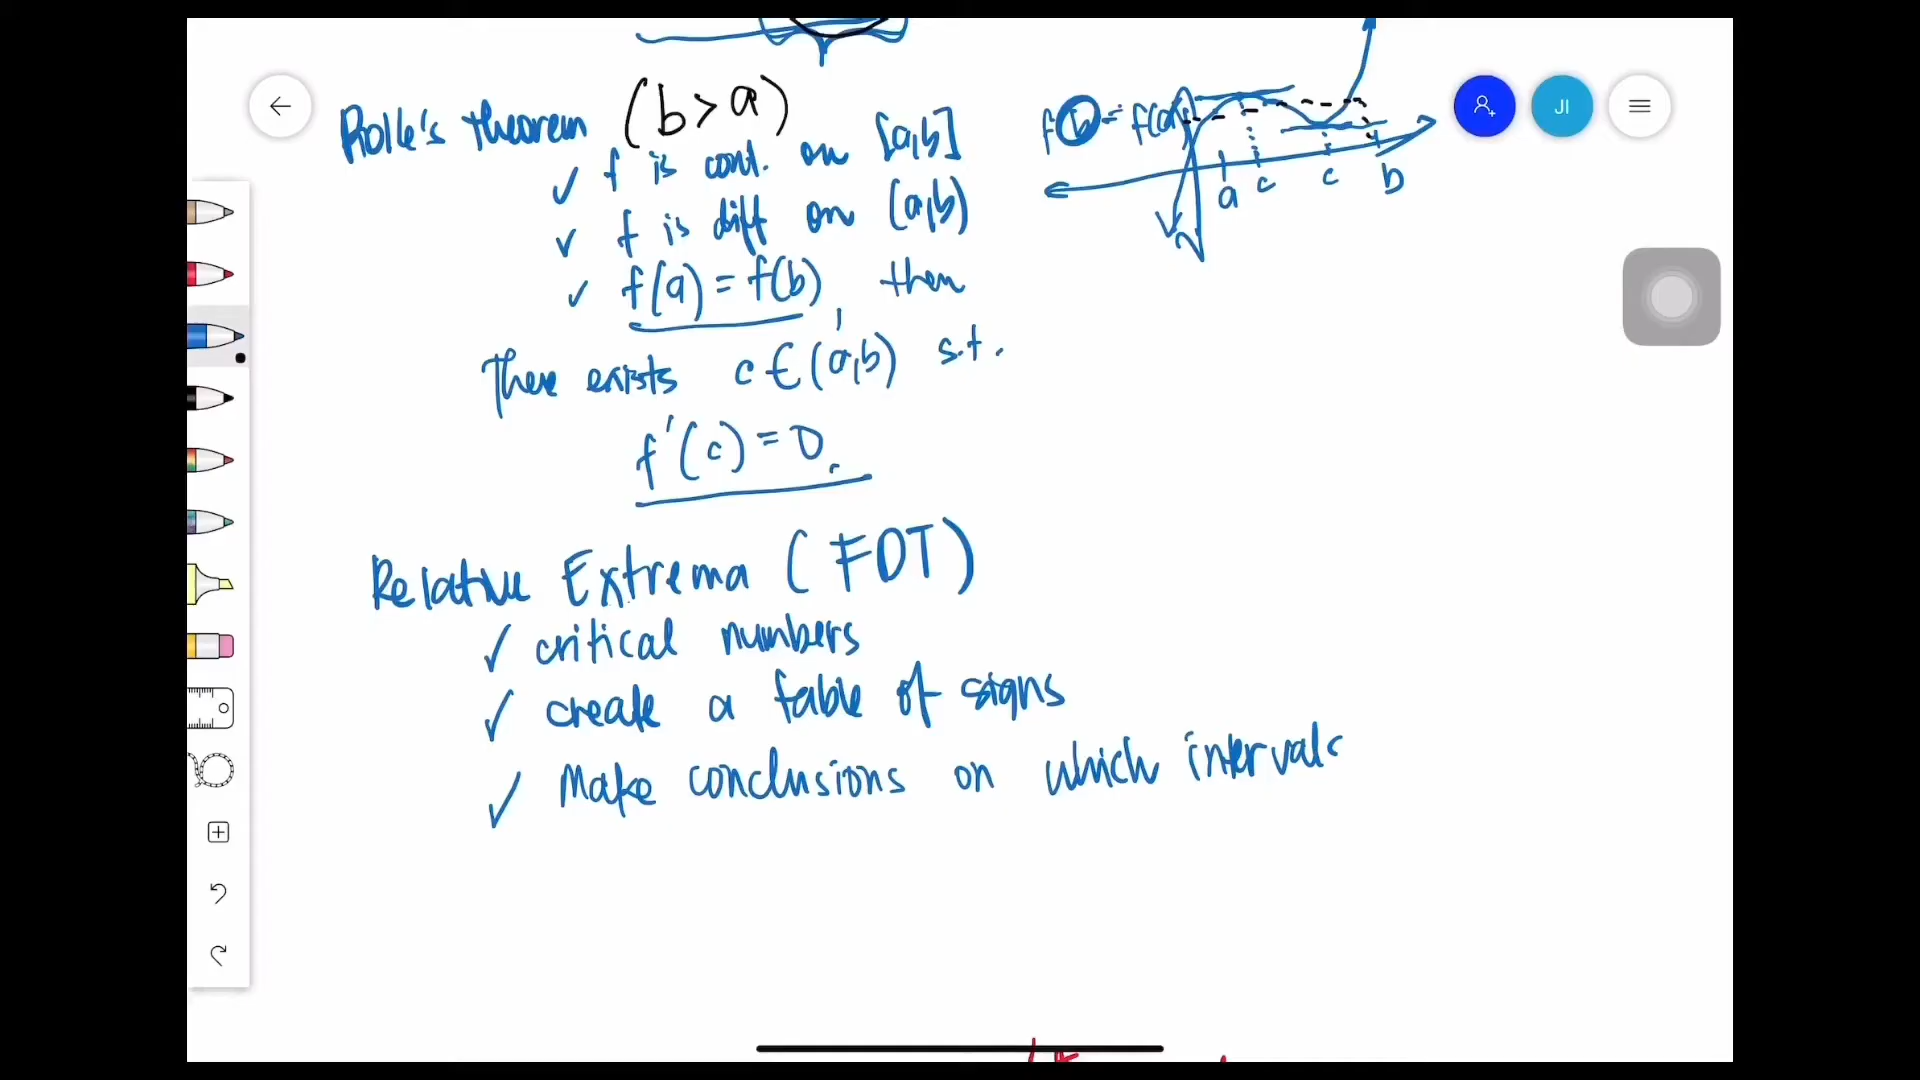 Rolle's theorem (b > a)
✓ f is cont. on [a,b]
✓ f is diff on (a,b)
✓ f(a) = f(b), then
There exists c ∈ (a,b) s.t.
f'(c) = 0.
f(b) = f(a)
a c c b
JI
Relative Extrema (FDT)
✓ critical numbers
✓ create a table of signs
✓ Make conclusions on which intervals